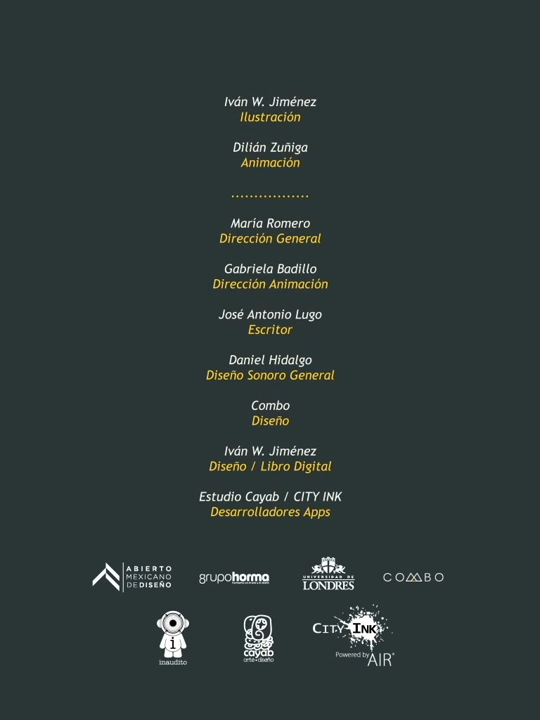 Iván W. Jiménez
Ilustración
Dilián Zuñiga
Animación
.................
María Romero
Dirección General
Gabriela Badillo
Dirección Animación
José Antonio Lugo
Escritor
Daniel Hidalgo
Diseño Sonoro General
Combo
Diseño
Iván W. Jiménez
Diseño / Libro Digital
Estudio Cayab / CITY INK
Desarrolladores Apps
ABIERTO
MEXICANO
DE DISEÑO
grupohorma
UNIVERSIDAD DE
LONDRES
COMBO
i
inaudito
cayab
arte+diseño
CITY INK
Powered by AIR